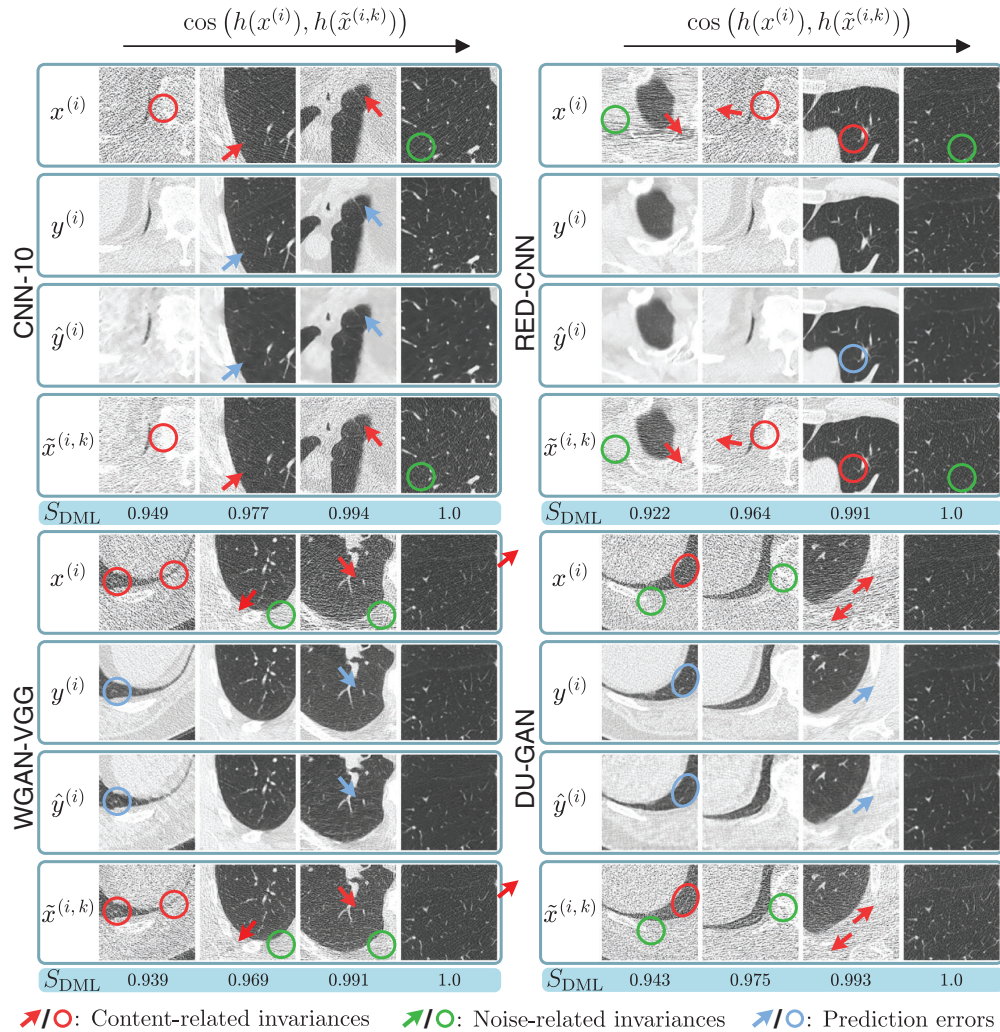 cos (h(x^(i)), h(x̃^(i,k)))
cos (h(x^(i)), h(x̃^(i,k)))
CNN-10
x^(i)
y^(i)
ŷ^(i)
x̃^(i,k)
S_DML 0.949 0.977 0.994 1.0
RED-CNN
x^(i)
y^(i)
ŷ^(i)
x̃^(i,k)
S_DML 0.922 0.964 0.991 1.0
WGAN-VGG
x^(i)
y^(i)
ŷ^(i)
x̃^(i,k)
S_DML 0.939 0.969 0.991 1.0
DU-GAN
x^(i)
y^(i)
ŷ^(i)
x̃^(i,k)
S_DML 0.943 0.975 0.993 1.0
/ : Content-related invariances / : Noise-related invariances / : Prediction errors